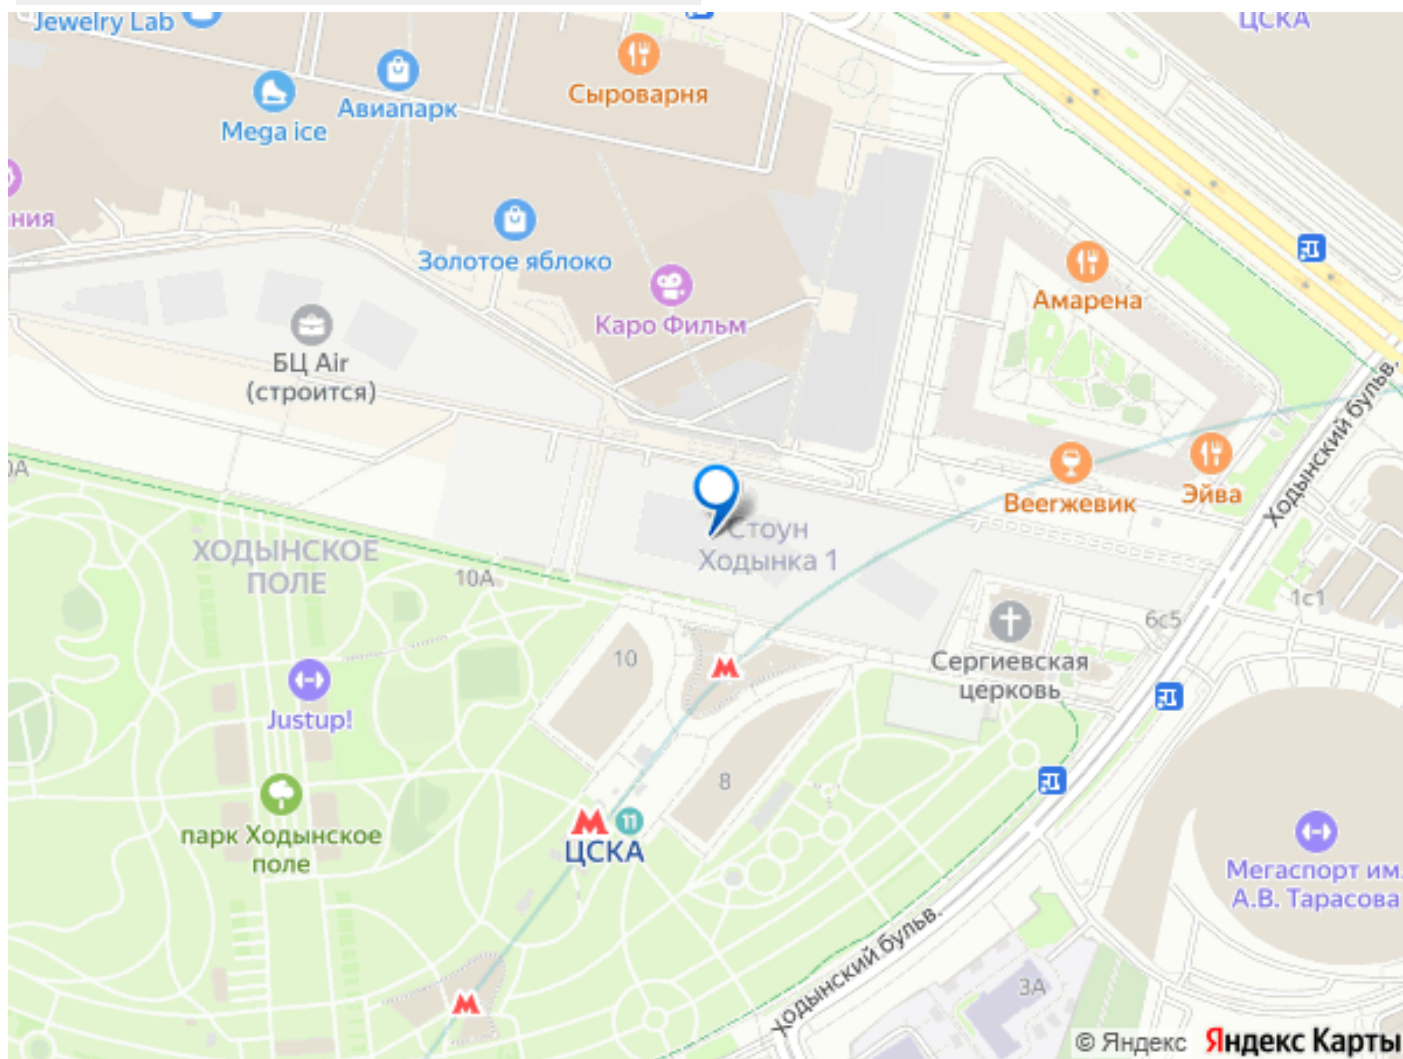 Jewelry Lab
ЦСКА
Сыроварня
Авиапарк
Mega ice
ния
Золотое яблоко
Амарена
Каро Фильм
БЦ Air
(строится)
Ходынский бульв.
Эйва
Beerжевик
0А
Стоун
Ходынка 1
ХОДЫНСКОЕ
ПОЛЕ
10А
1с1
6с5
10
Сергиевская
церковь
Justup!
8
парк Ходынское
поле
11
ЦСКА
Мегаспорт им.
А.В. Тарасова
Ходынский бульв.
3А
© Яндекс Яндекс Карты